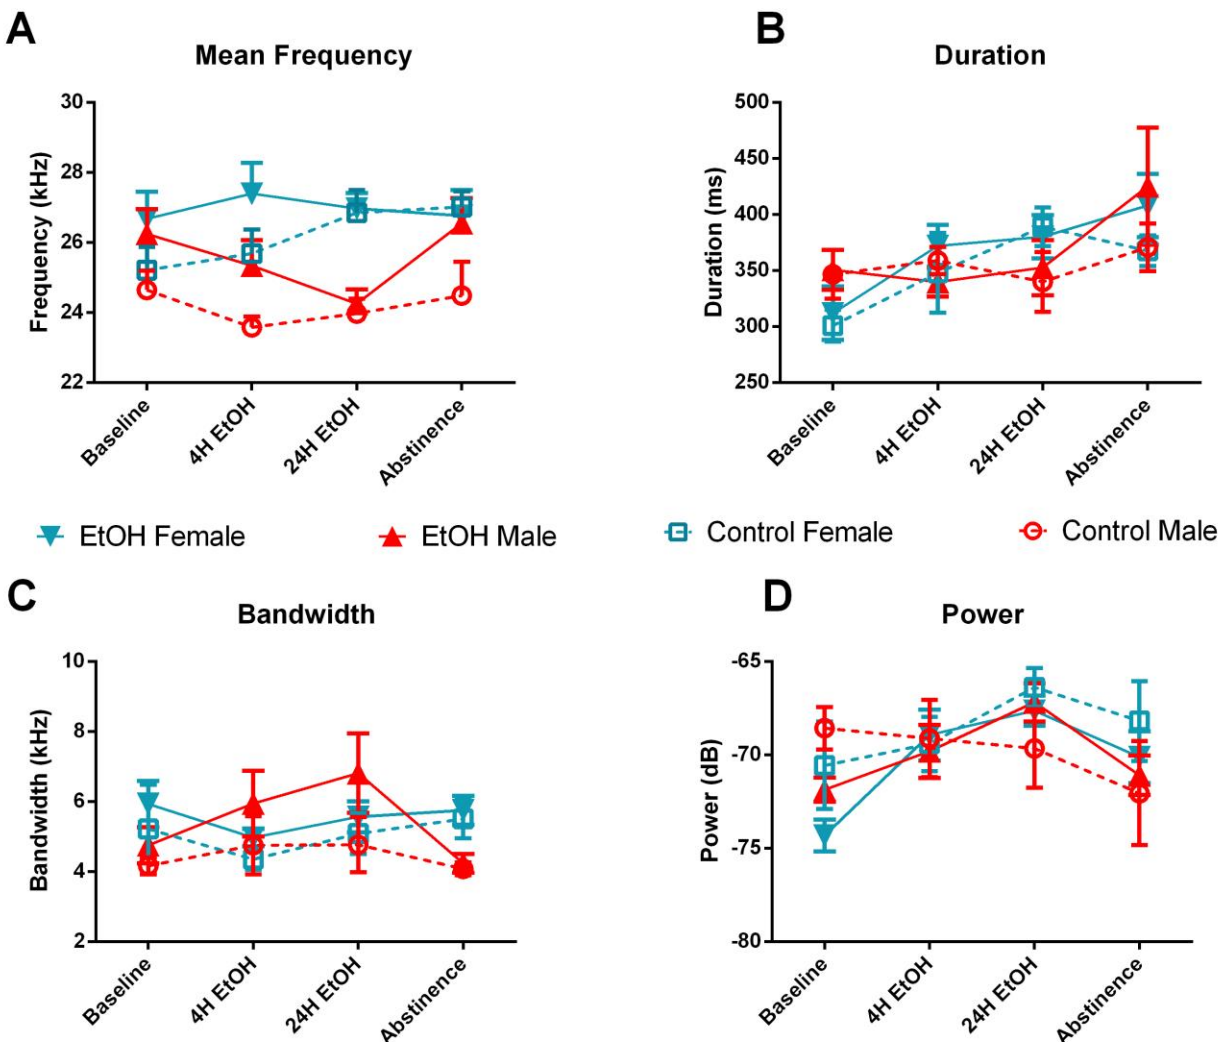 A
Mean Frequency
Frequency (kHz)
30
28
26
24
22
Baseline
4H EtOH
24H EtOH
Abstinence
B
Duration
Duration (ms)
500
450
400
350
300
250
Baseline
4H EtOH
24H EtOH
Abstinence
EtOH Female
EtOH Male
Control Female
Control Male
C
Bandwidth
Bandwidth (kHz)
10
8
6
4
2
Baseline
4H EtOH
24H EtOH
Abstinence
D
Power
Power (dB)
-65
-70
-75
-80
Baseline
4H EtOH
24H EtOH
Abstinence